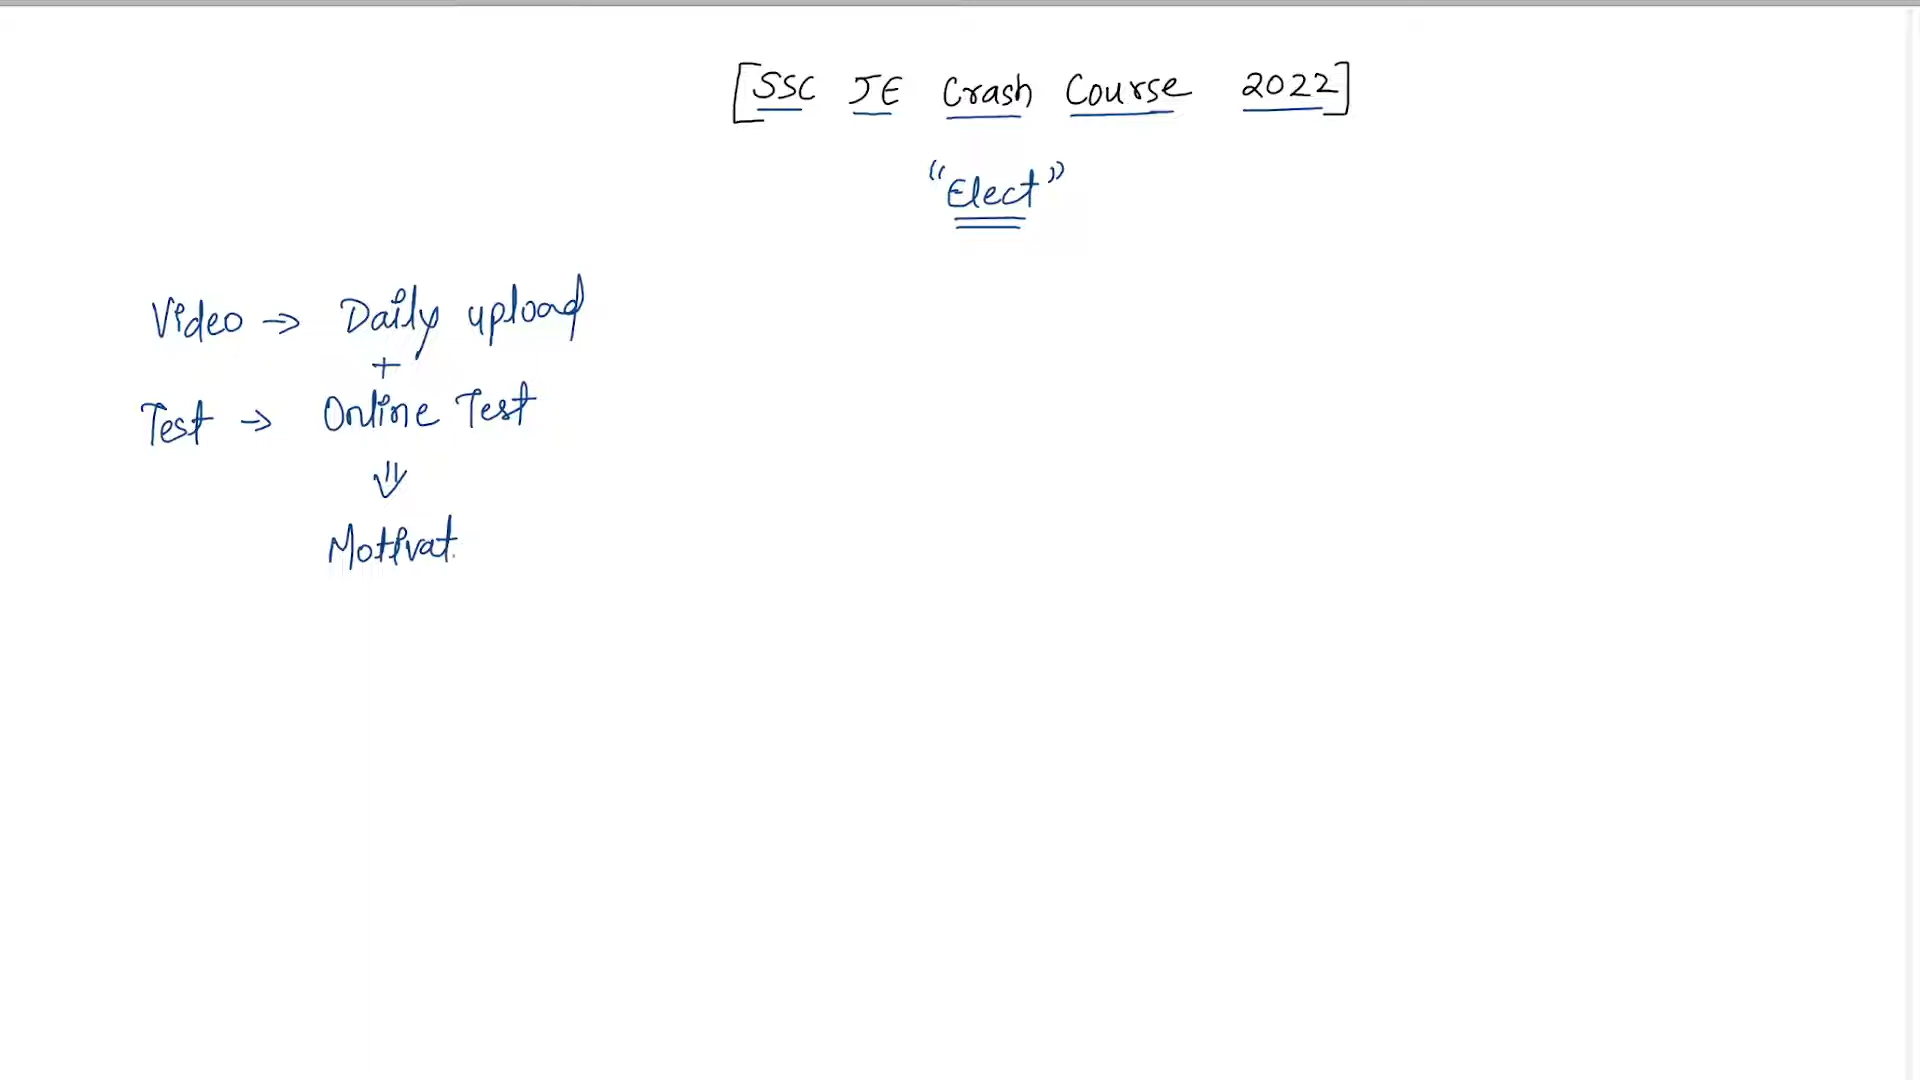 [SSC JE Crash Course 2022]
"Elect"
Video → Daily upload
+
Test → Online Test
⇓
Motivat